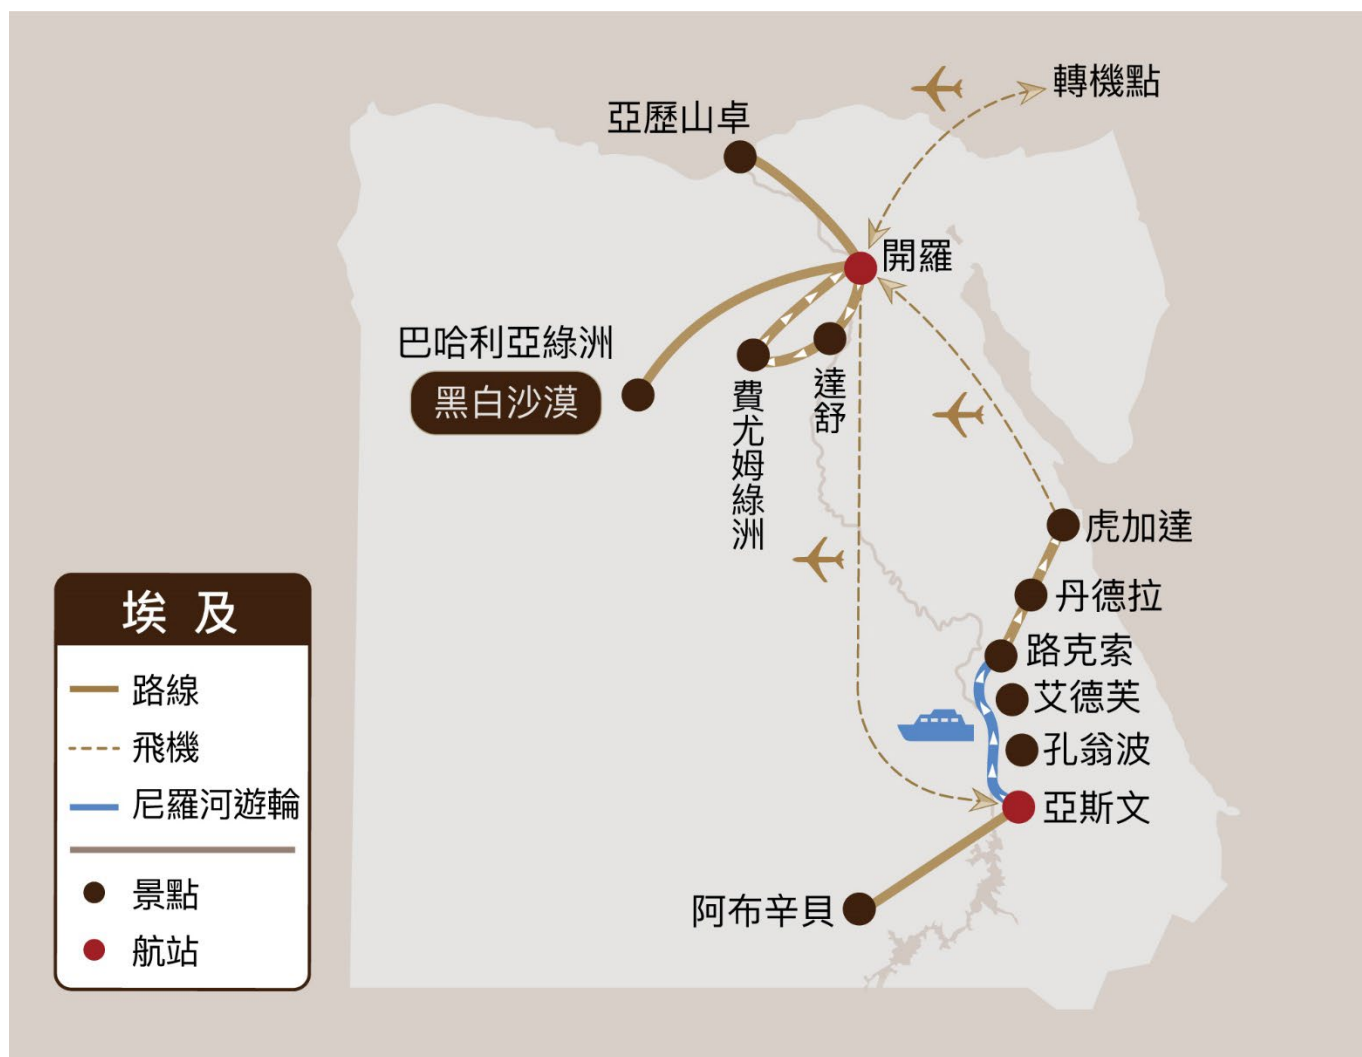 轉機點
亞歷山卓
開羅
巴哈利亞綠洲
黑白沙漠
費尤姆綠洲
達舒
虎加達
丹德拉
路克索
艾德芙
孔翁波
亞斯文
阿布辛貝
埃及
路線
飛機
尼羅河遊輪
景點
航站